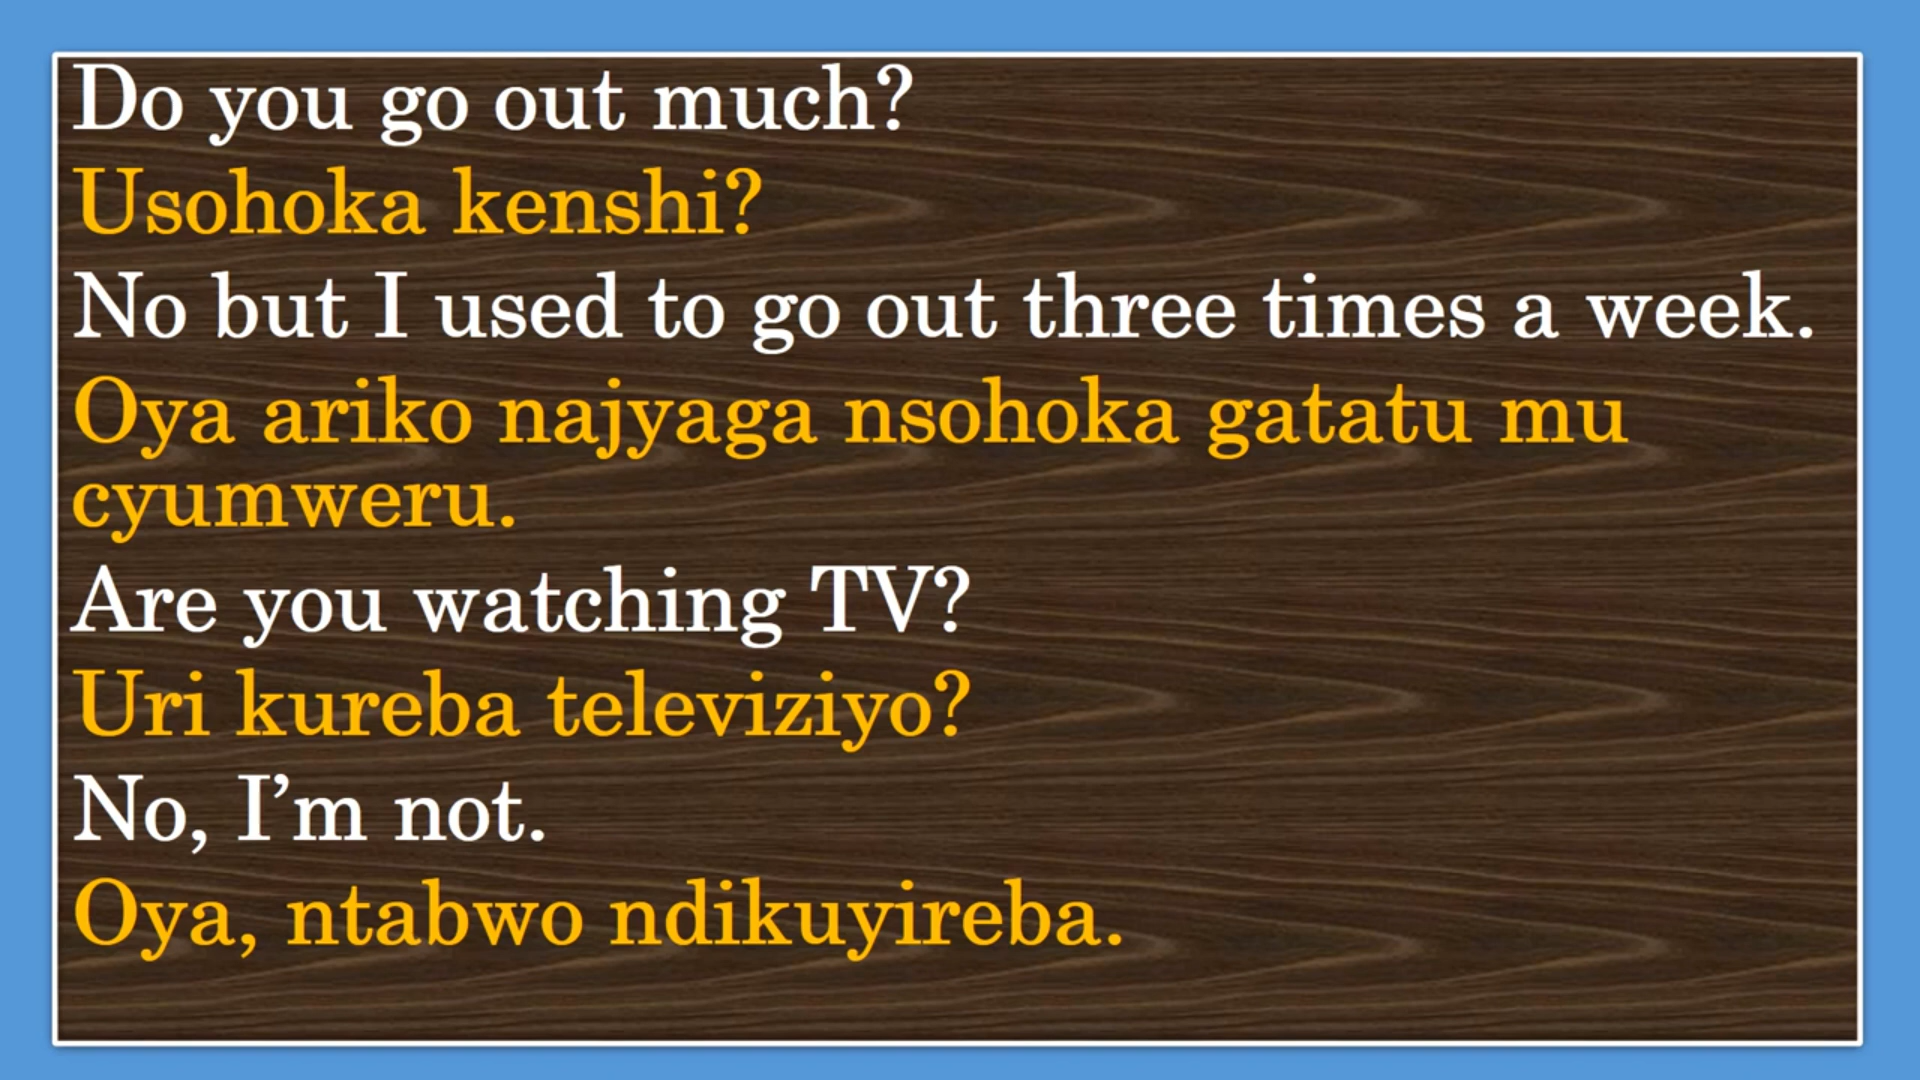 Do you go out much?
Usohoka kenshi?
No but I used to go out three times a week.
Oya ariko najyaga nsohoka gatatu mu
cyumweru.
Are you watching TV?
Uri kureba televiziyo?
No, I’m not.
Oya, ntabwo ndikuyireba.